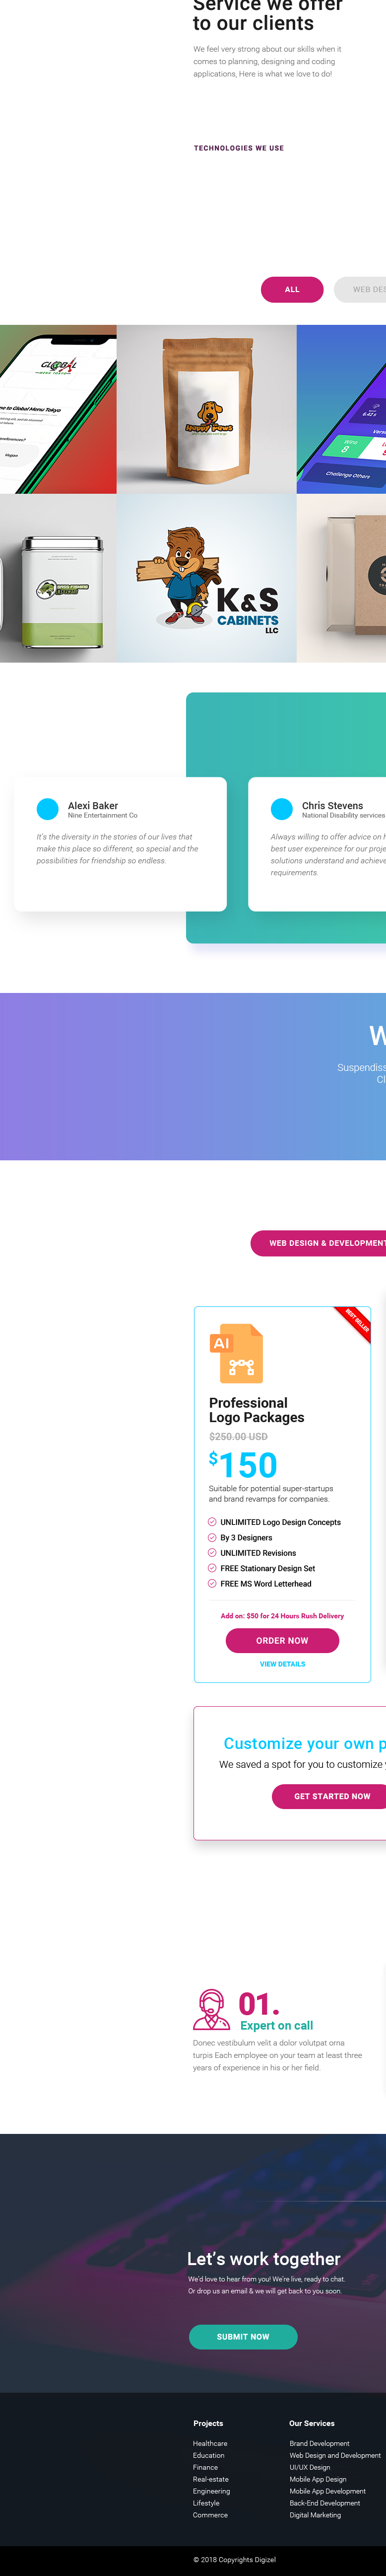 Service we offer
to our clients
We feel very strong about our skills when it
comes to planning, designing and coding
applications, Here is what we love to do!
TECHNOLOGIES WE USE
ALL
WEB DES
GLOBAL
me to Global Menu Tokyo
references?
Vegan
Happy Paws
Wins
8
Challenge Others
K&S
CABINETS
LLC
Alexi Baker
Nine Entertainment Co
It's the diversity in the stories of our lives that
make this place so different, so special and the
possibilities for friendship so endless.
Chris Stevens
National Disability services
Always willing to offer advice on h
best user expereince for our proje
solutions understand and achieve
requirements.
W
Suspendiss
Cl
WEB DESIGN & DEVELOPMENT
BEST SELLER
AI
Professional
Logo Packages
$250.00 USD
$150
Suitable for potential super-startups
and brand revamps for companies.
UNLIMITED Logo Design Concepts
By 3 Designers
UNLIMITED Revisions
FREE Stationary Design Set
FREE MS Word Letterhead
Add on: $50 for 24 Hours Rush Delivery
ORDER NOW
VIEW DETAILS
Customize your own p
We saved a spot for you to customize y
GET STARTED NOW
01.
Expert on call
Donec vestibulum velit a dolor volutpat orna
turpis Each employee on your team at least three
years of experience in his or her field.
Let's work together
We'd love to hear from you! We're live, ready to chat.
Or drop us an email & we will get back to you soon.
SUBMIT NOW
Projects
Healthcare
Education
Finance
Real-estate
Engineering
Lifestyle
Commerce
Our Services
Brand Development
Web Design and Development
UI/UX Design
Mobile App Design
Mobile App Development
Back-End Development
Digital Marketing
© 2018 Copyrights Digizel